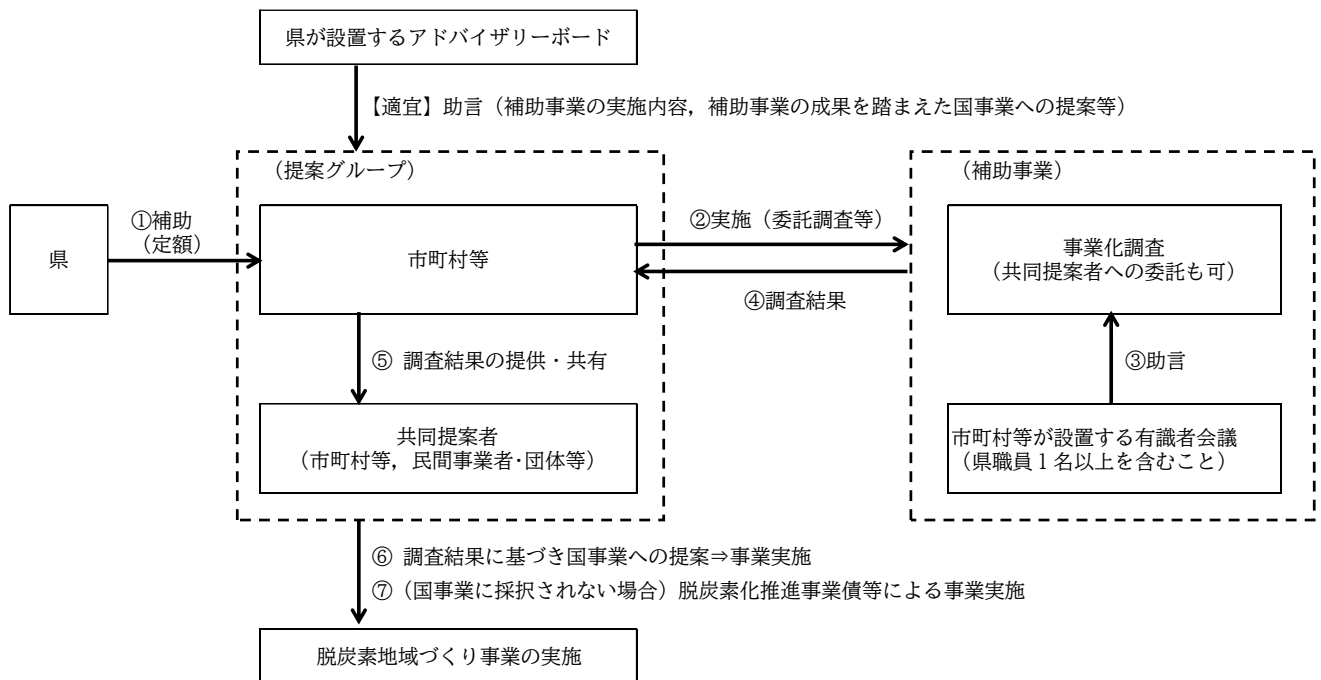 県が設置するアドバイザリーボード
【適宜】助言（補助事業の実施内容，補助事業の成果を踏まえた国事業への提案等）
（提案グループ）
（補助事業）
県
①補助
（定額）
市町村等
②実施（委託調査等）
④調査結果
事業化調査
（共同提案者への委託も可）
⑤ 調査結果の提供・共有
③助言
共同提案者
（市町村等，民間事業者・団体等）
市町村等が設置する有識者会議
（県職員１名以上を含むこと）
⑥ 調査結果に基づき国事業への提案⇒事業実施
⑦（国事業に採択されない場合）脱炭素化推進事業債等による事業実施
脱炭素地域づくり事業の実施